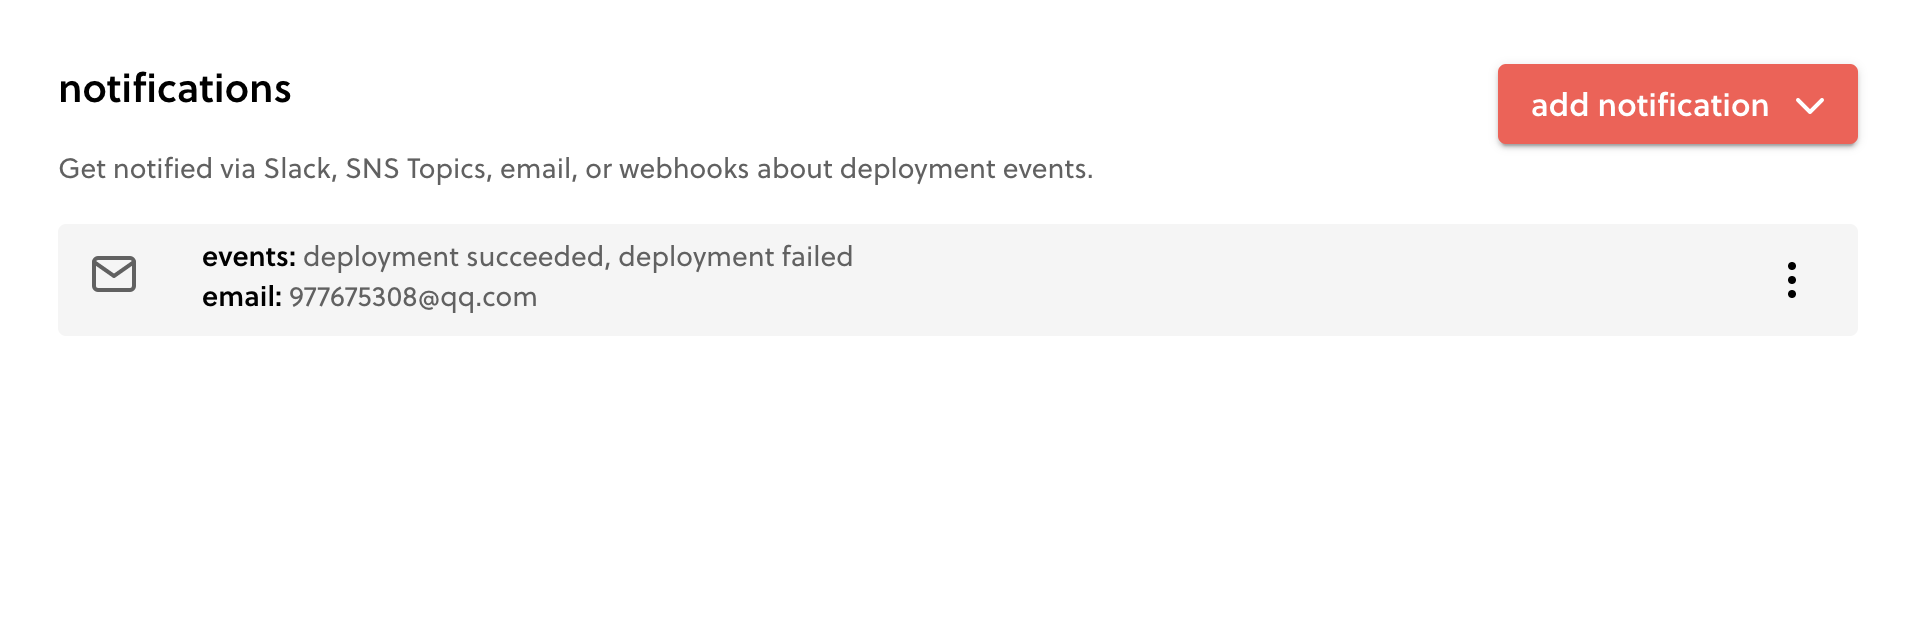 notifications
add notification
Get notified via Slack, SNS Topics, email, or webhooks about deployment events.
events: deployment succeeded, deployment failed
email: 977675308@qq.com